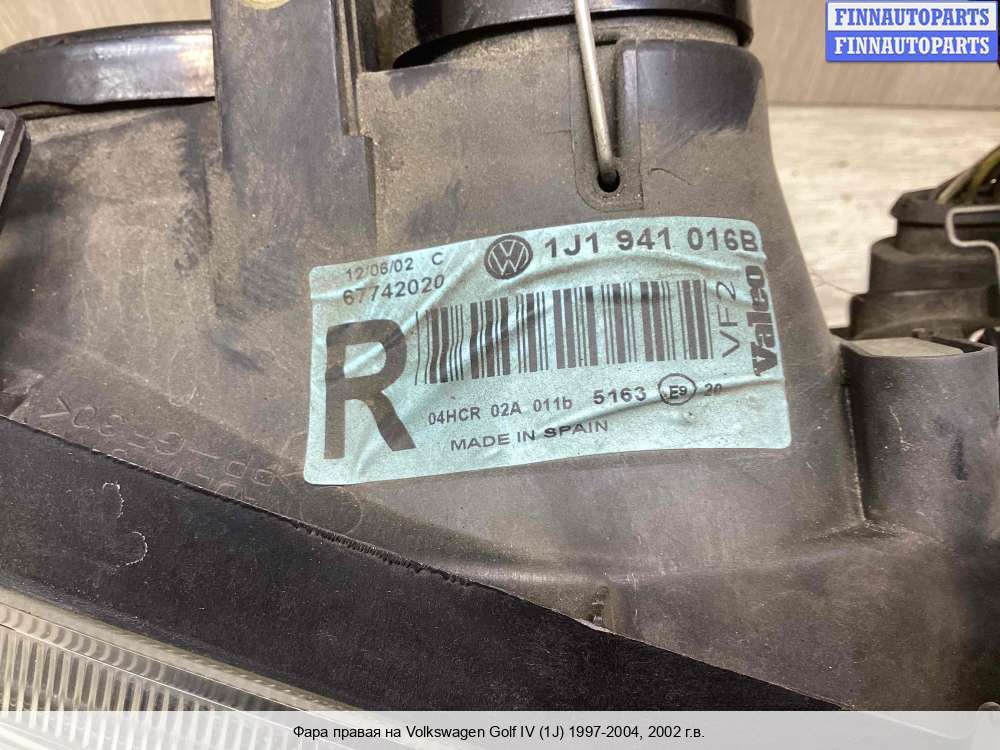 FINNAUTOPARTS
FINNAUTOPARTS
12/06/02 C
67742020
1J1 941 016B
R
VF2
Valeo
04HCR 02A 011b 5163 E9 20
MADE IN SPAIN
Фара правая на Volkswagen Golf IV (1J) 1997-2004, 2002 г.в.